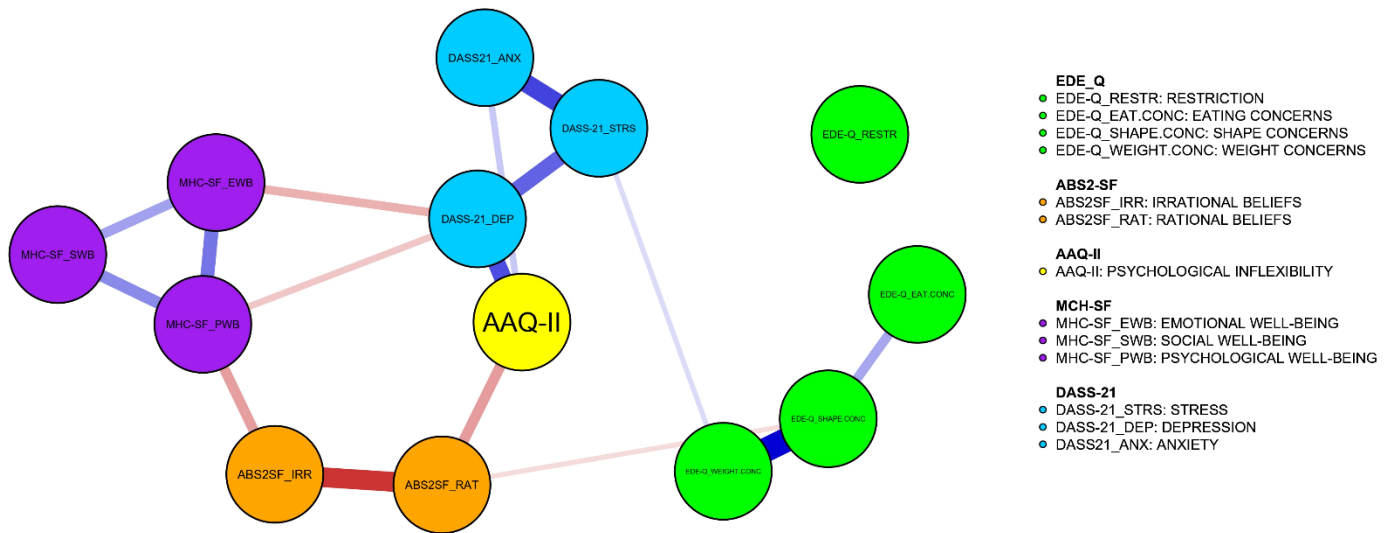 DASS21_ANX
DASS-21_STRS
EDE-Q_RESTR
MHC-SF_EWB
DASS-21_DEP
MHC-SF_SWB
EDE-Q_EAT.CONC
MHC-SF_PWB
AAQ-II
EDE-Q_SHAPE.CONC
EDE-Q_WEIGHT.CONC
ABS2SF_IRR
ABS2SF_RAT
EDE_Q
EDE-Q_RESTR: RESTRICTION
EDE-Q_EAT.CONC: EATING CONCERNS
EDE-Q_SHAPE.CONC: SHAPE CONCERNS
EDE-Q_WEIGHT.CONC: WEIGHT CONCERNS
ABS2-SF
ABS2SF_IRR: IRRATIONAL BELIEFS
ABS2SF_RAT: RATIONAL BELIEFS
AAQ-II
AAQ-II: PSYCHOLOGICAL INFLEXIBILITY
MCH-SF
MHC-SF_EWB: EMOTIONAL WELL-BEING
MHC-SF_SWB: SOCIAL WELL-BEING
MHC-SF_PWB: PSYCHOLOGICAL WELL-BEING
DASS-21
DASS-21_STRS: STRESS
DASS-21_DEP: DEPRESSION
DASS21_ANX: ANXIETY